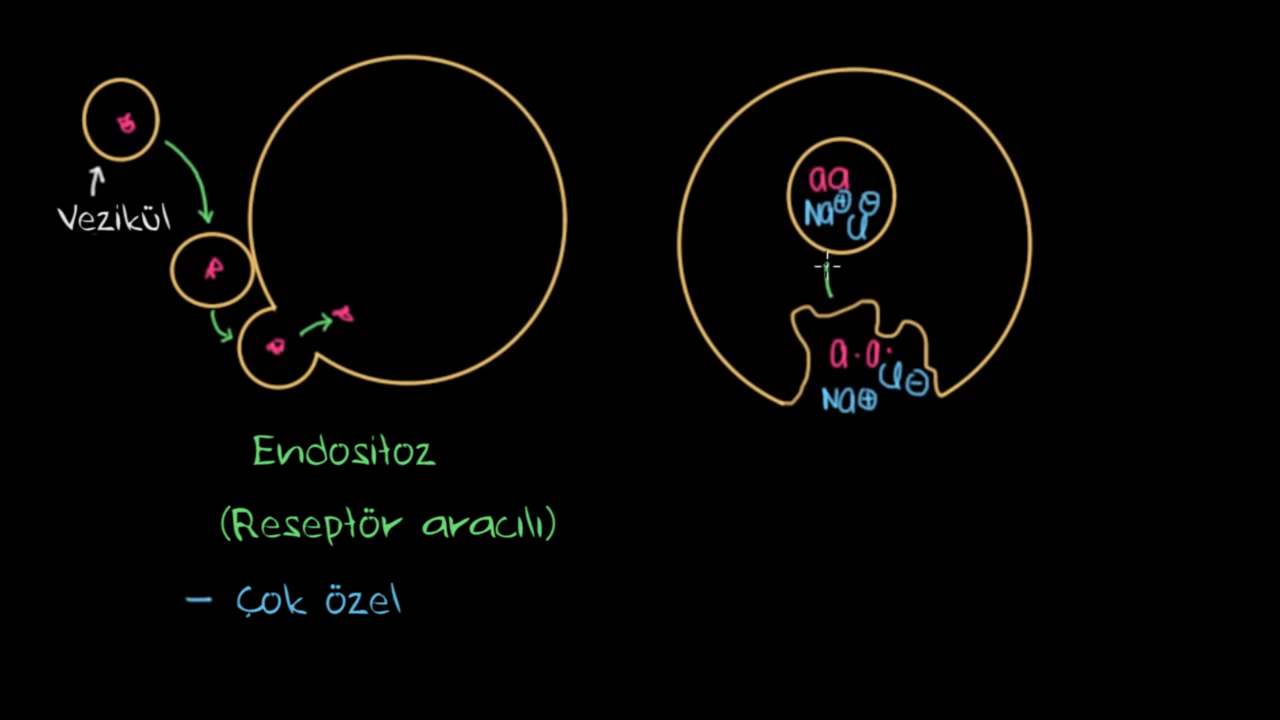 Vezikül
aa
Na⊕ Cl⊖
a.a.
Cl⊖
Na⊕
Endositoz
(Reseptör aracılı)
- Çok özel